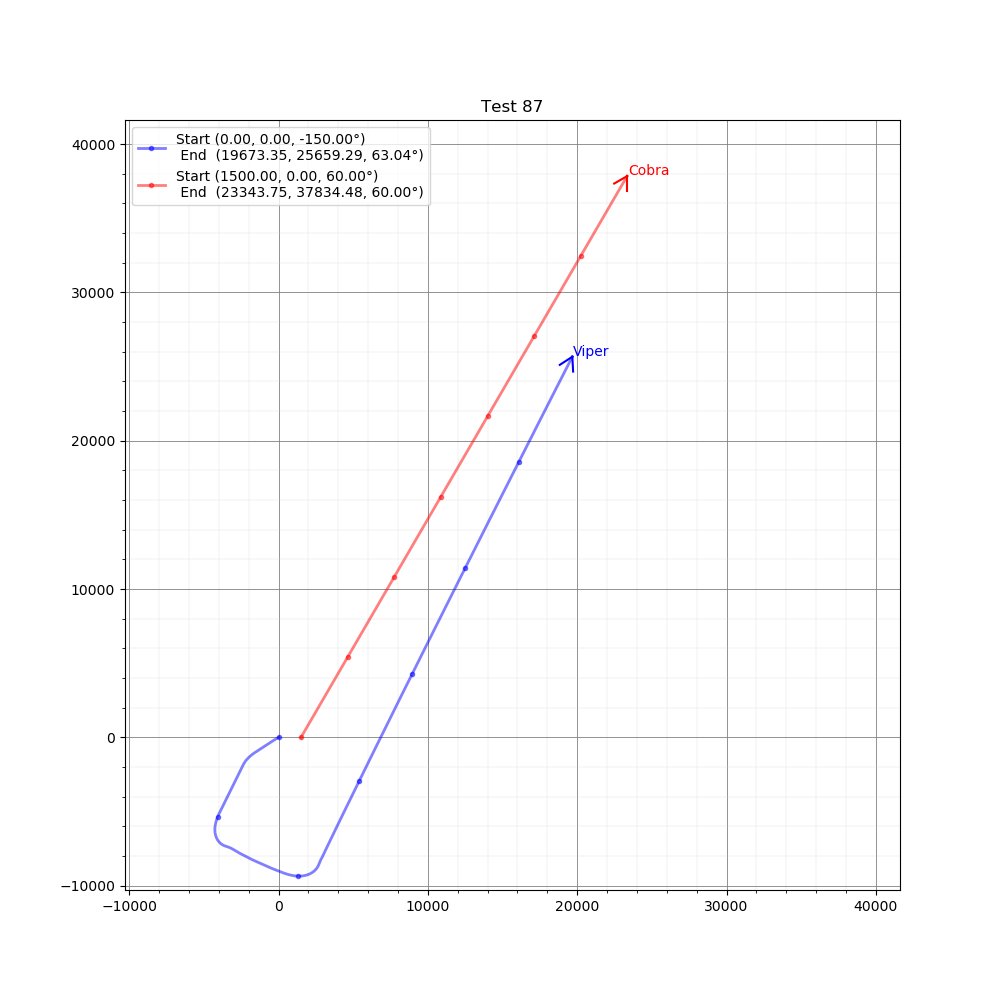 Test 87
Start (0.00, 0.00, -150.00°)
End (19673.35, 25659.29, 63.04°)
Start (1500.00, 0.00, 60.00°)
End (23343.75, 37834.48, 60.00°)
Cobra
Viper
40000
30000
20000
10000
0
−10000
−10000
0
10000
20000
30000
40000